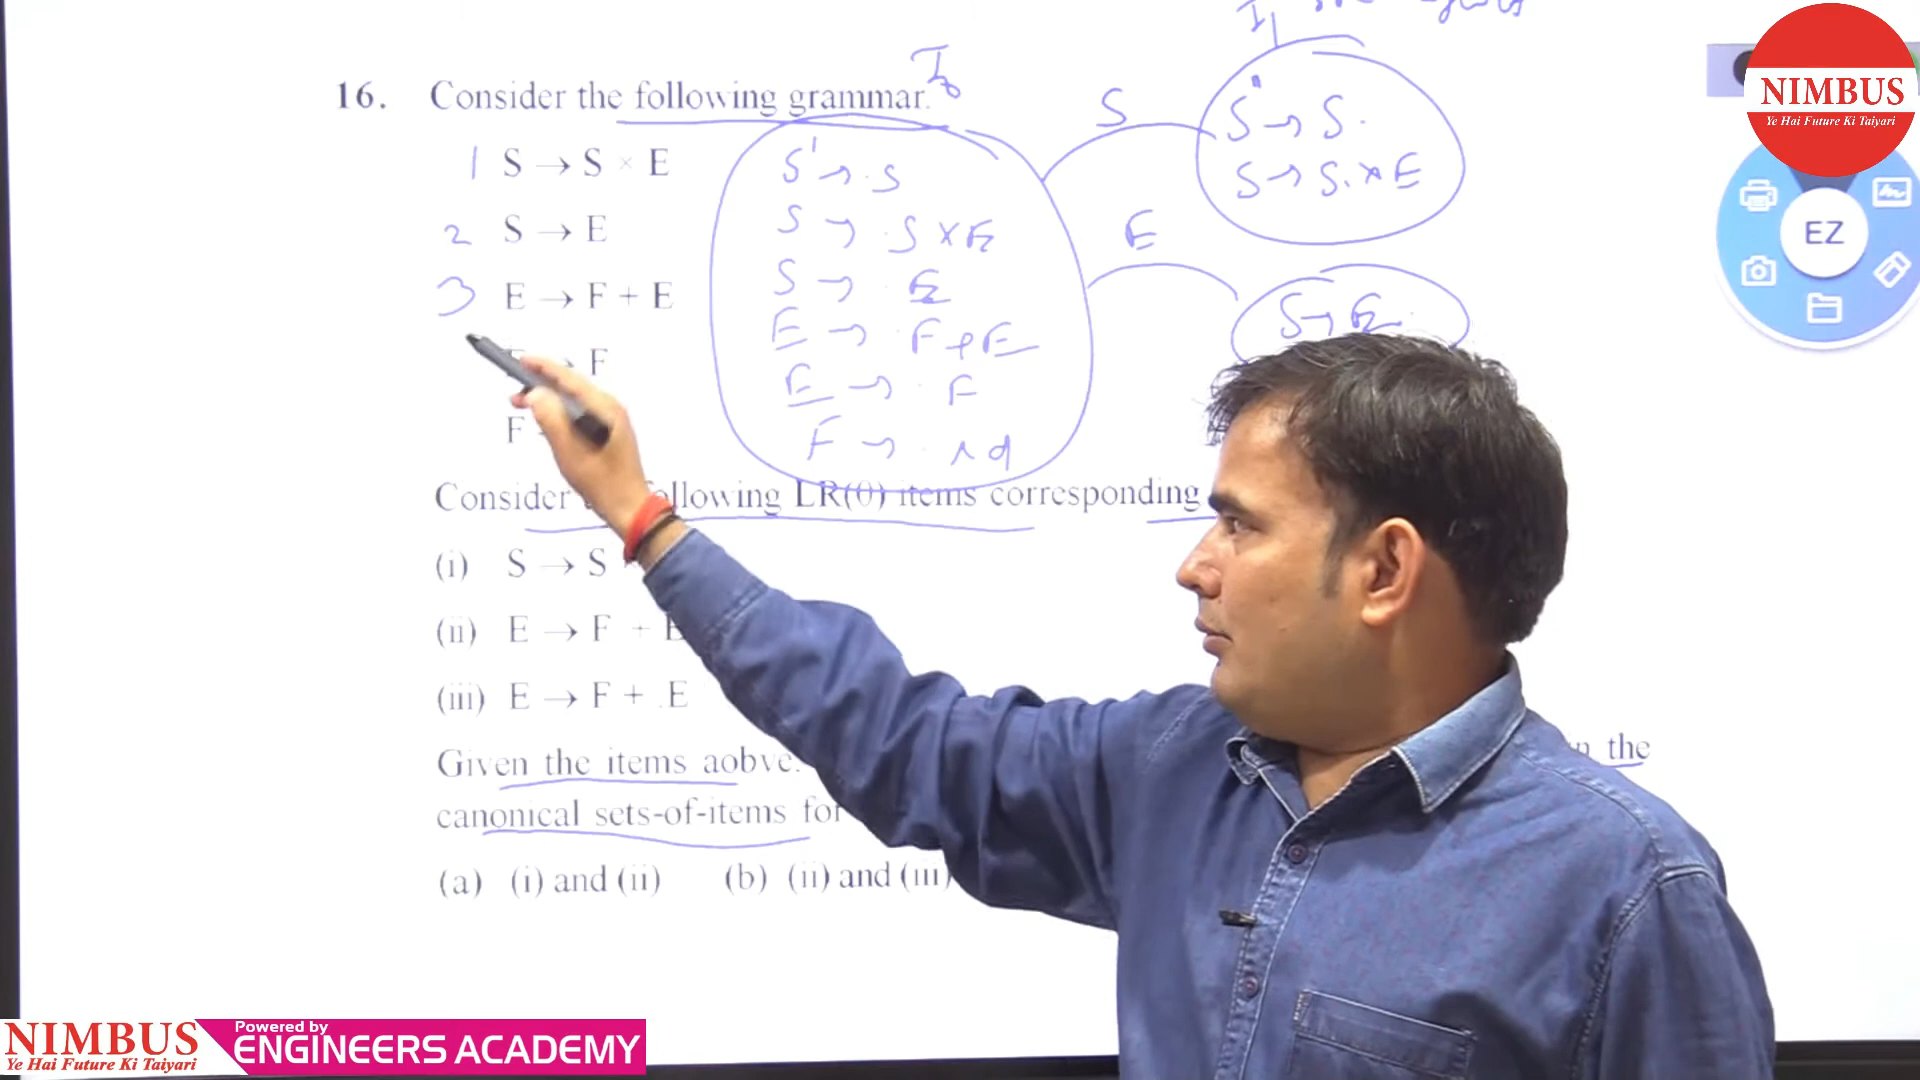 16. Consider the following grammar.
I₀
1 S → S × E
2 S → E
3 E → F + E
→ F
F
S' → .S
S → .S × E
S → .E
E → .F + E
E → .F
F → .id
S
I₁
S' → S.
S → S. × E
E
S → E.
Consider following LR(0) items corresponding
(i) S → S
(ii) E → F + E
(iii) E → F + .E
Given the items aobve. the
canonical sets-of-items for
(a) (i) and (ii) (b) (ii) and (iii)
NIMBUS
Ye Hai Future Ki Taiyari
EZ
NIMBUS
Ye Hai Future Ki Taiyari
Powered by
ENGINEERS ACADEMY